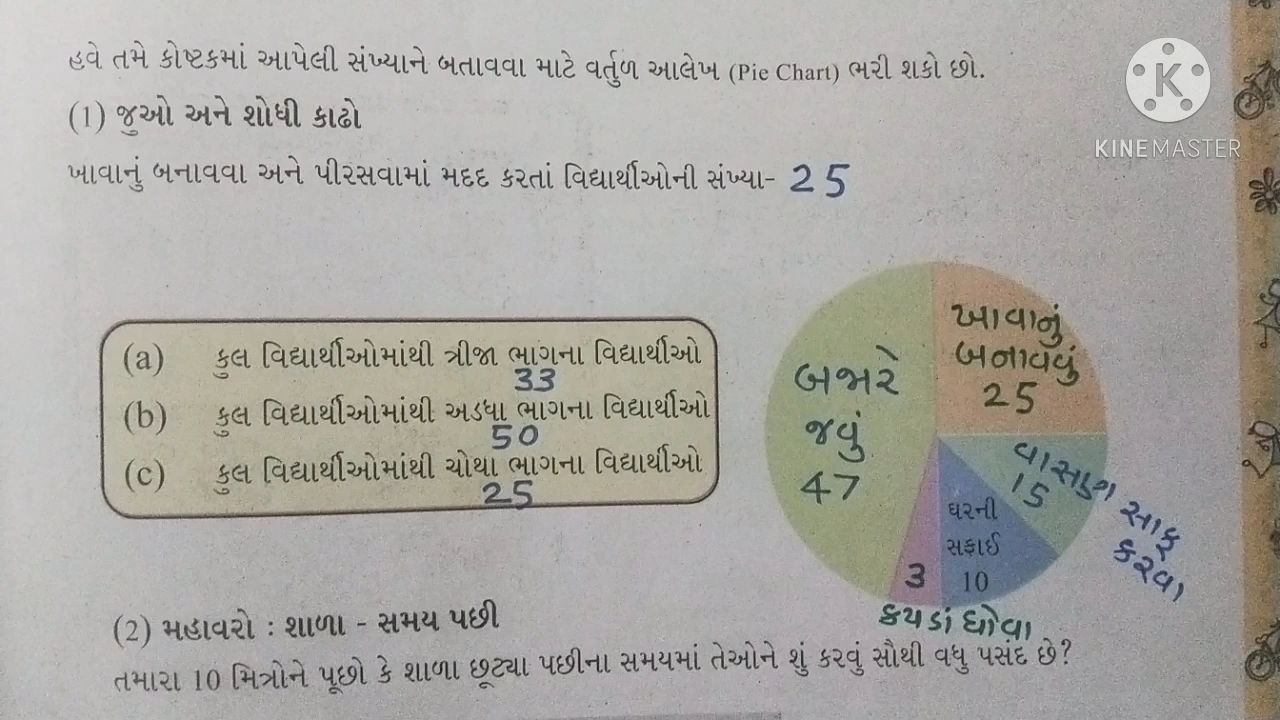 હવે તમે કોષ્ટકમાં આપેલી સંખ્યાને બતાવવા માટે વર્તુળ આલેખ (Pie Chart) ભરી શકો છો.
K
KINEMASTER
(1) જુઓ અને શોધી કાઢો
ખાવાનું બનાવવા અને પીરસવામાં મદદ કરતાં વિદ્યાર્થીઓની સંખ્યા- 25
(a) કુલ વિદ્યાર્થીઓમાંથી ત્રીજા ભાગના વિદ્યાર્થીઓ
33
(b) કુલ વિદ્યાર્થીઓમાંથી અડધા ભાગના વિદ્યાર્થીઓ
50
(c) કુલ વિદ્યાર્થીઓમાંથી ચોથા ભાગના વિદ્યાર્થીઓ
25
ખાવાનું
બનાવવું
25
બજારે
જવું
47
વાસણ સાફ
15
કરવા
ઘરની
સફાઈ
10
3
કપડાં ધોવા
(2) મહાવરો : શાળા - સમય પછી
તમારા 10 મિત્રોને પૂછો કે શાળા છૂટ્યા પછીના સમયમાં તેઓને શું કરવું સૌથી વધુ પસંદ છે?